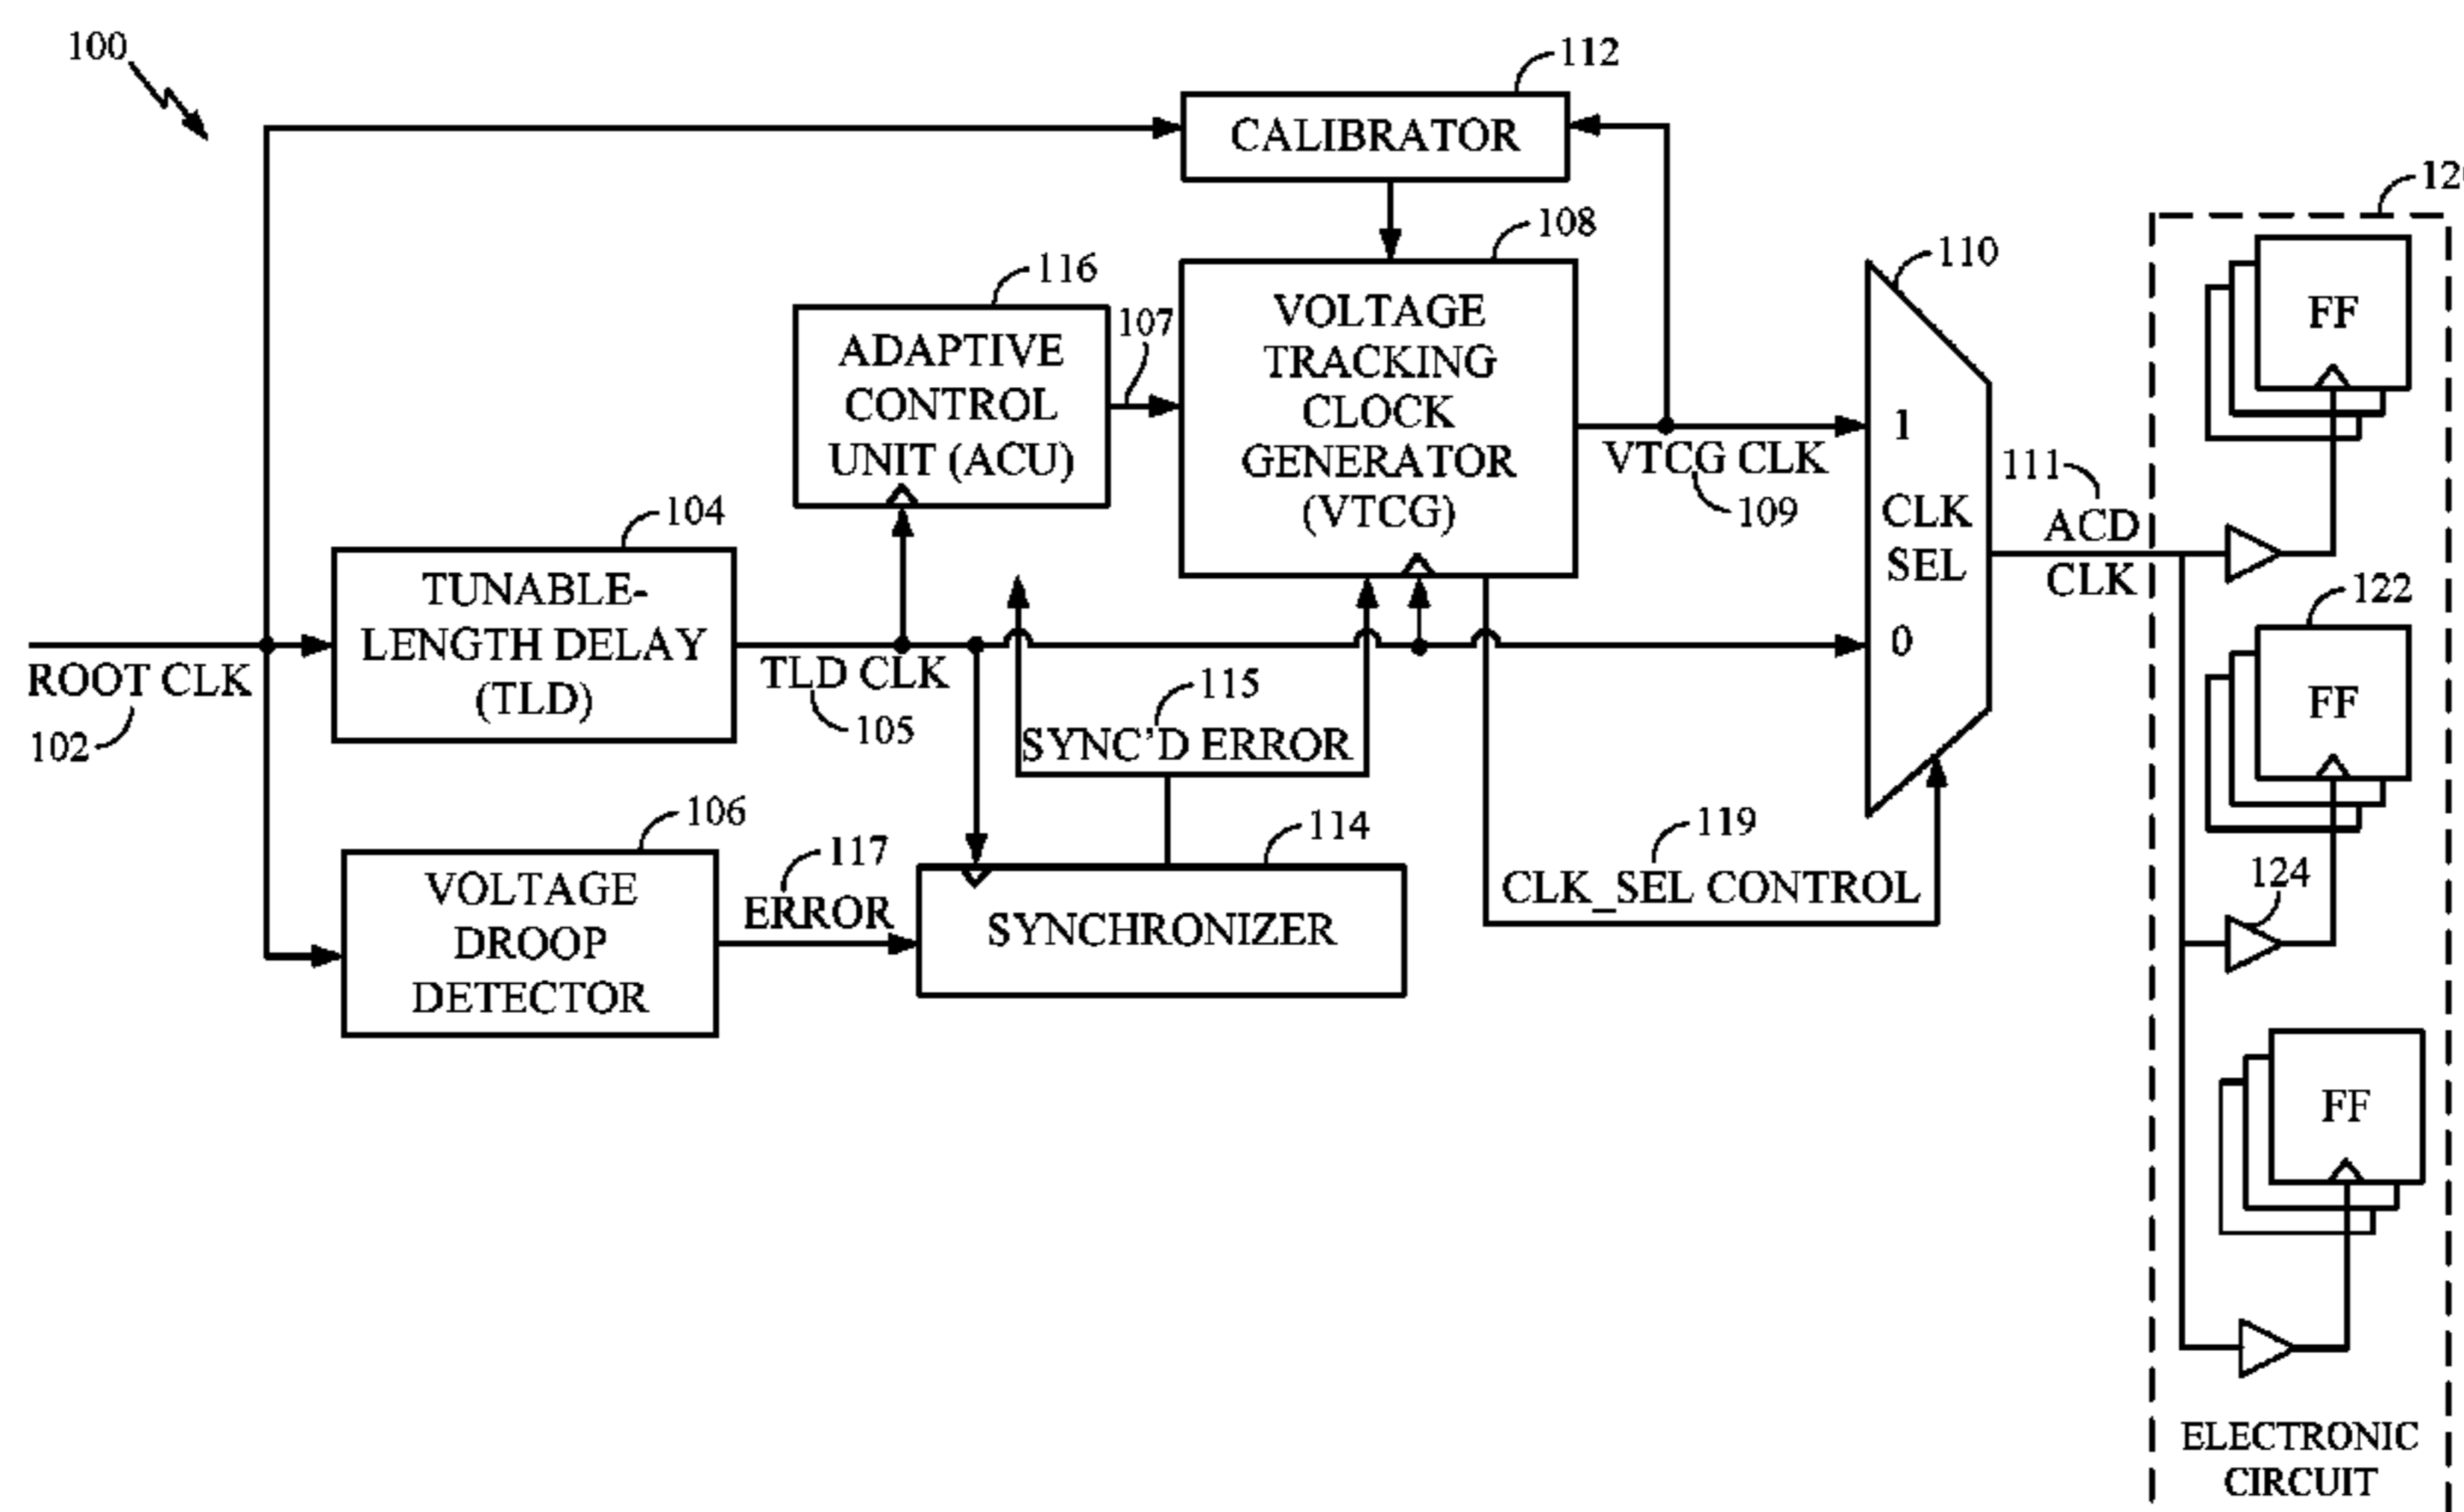 100
112
CALIBRATOR
108
VOLTAGE
TRACKING
CLOCK
GENERATOR
(VTCG)
116
ADAPTIVE
CONTROL
UNIT (ACU)
107
110
1
CLK
SEL
0
VTCG CLK
109
111
ACD
CLK
FF
122
FF
124
FF
ELECTRONIC
CIRCUIT
104
TUNABLE-
LENGTH DELAY
(TLD)
ROOT CLK
102
TLD CLK
105
115
SYNC'D ERROR
106
VOLTAGE
DROOP
DETECTOR
117
ERROR
114
SYNCHRONIZER
119
CLK_SEL CONTROL